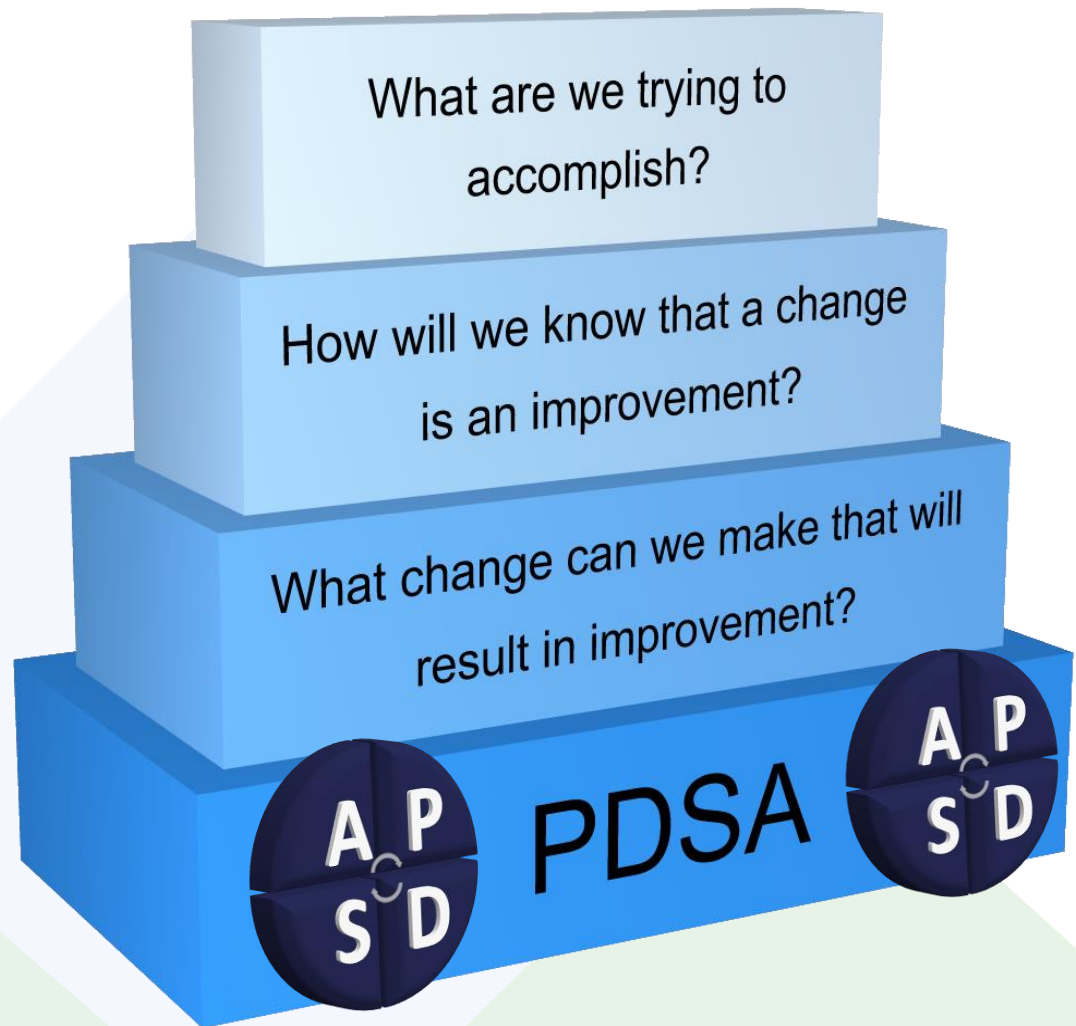 What are we trying to
accomplish?
How will we know that a change
is an improvement?
What change can we make that will
result in improvement?
A P
S D
PDSA
A P
S D